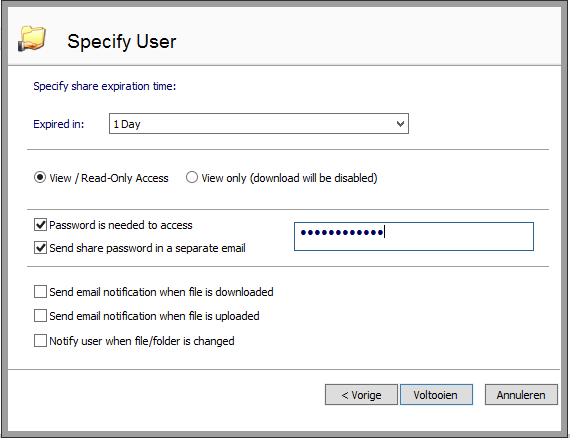 Specify User
Specify share expiration time:
Expired in:
1 Day
View / Read-Only Access
View only (download will be disabled)
Password is needed to access
Send share password in a separate email
●●●●●●●●●●●●
Send email notification when file is downloaded
Send email notification when file is uploaded
Notify user when file/folder is changed
< Vorige
Voltooien
Annuleren